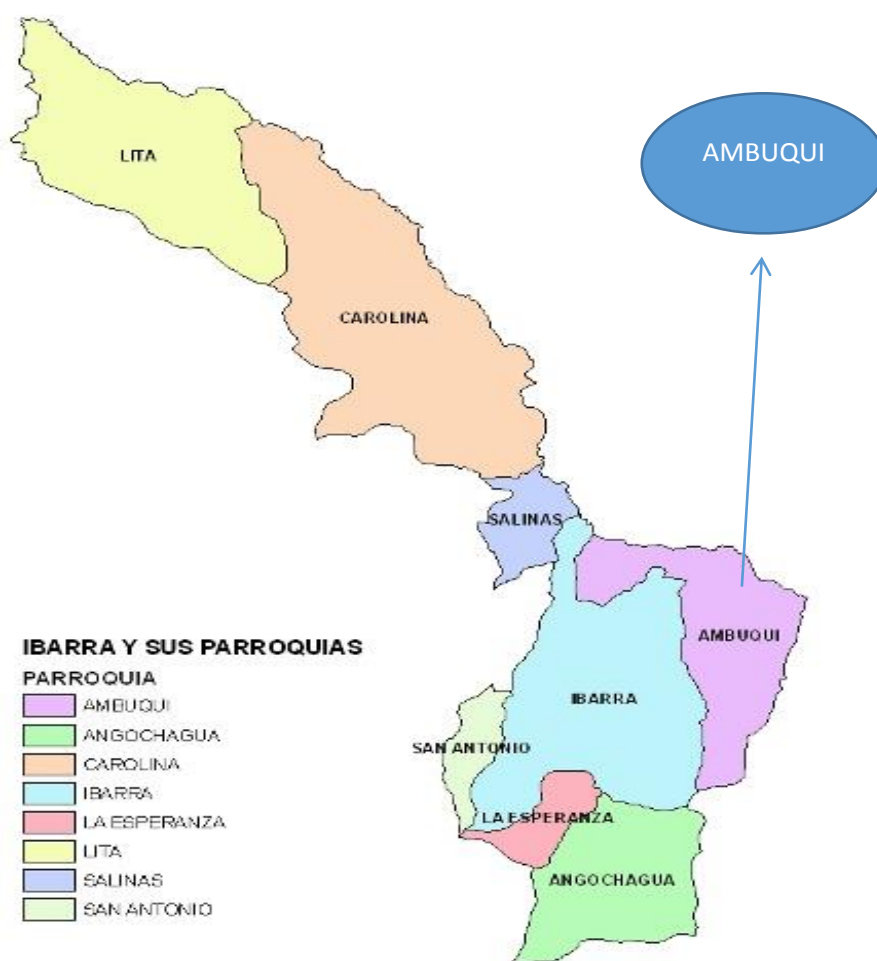 LITA
AMBUQUI
CAROLINA
SALINAS
AMBUQUI
IBARRA
SAN ANTONIO
LA ESPERANZA
ANGOCHAGUA
IBARRA Y SUS PARROQUIAS
PARROQUIA
AMBUQUI
ANGOCHAGUA
CAROLINA
IBARRA
LA ESPERANZA
LITA
SALINAS
SAN ANTONIO